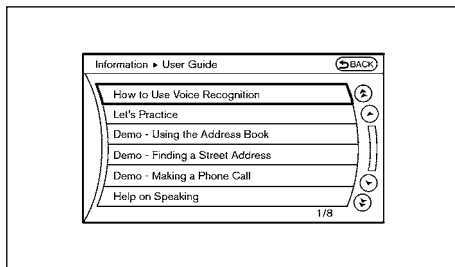 Information ▸ User Guide
BACK
How to Use Voice Recognition
Let's Practice
Demo - Using the Address Book
Demo - Finding a Street Address
Demo - Making a Phone Call
Help on Speaking
1/8